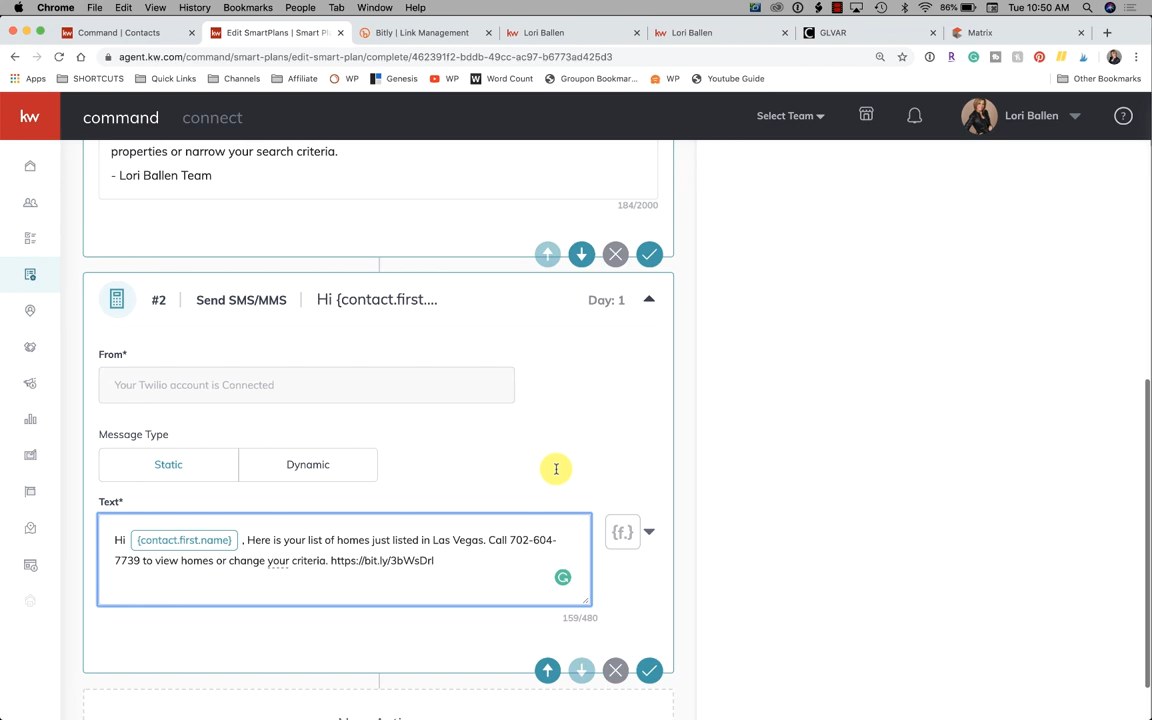 Chrome File Edit View History Bookmarks People Tab Window Help 86% Tue 10:50 AM
Command | Contacts Edit SmartPlans | Smart Pl Bitly | Link Management Lori Ballen Lori Ballen GLVAR Matrix
agent.kw.com/command/smart-plans/edit-smart-plan/complete/462391f2-bddb-49cc-ac97-b6773ad425d3
Apps SHORTCUTS Quick Links Channels Affiliate WP Genesis WP Word Count Groupon Bookmar... WP Youtube Guide Other Bookmarks
kw command connect Select Team Lori Ballen ?
properties or narrow your search criteria.
- Lori Ballen Team
184/2000
#2 Send SMS/MMS Hi {contact.first.... Day: 1
From*
Your Twilio account is Connected
Message Type
Static Dynamic
Text*
Hi {contact.first.name} , Here is your list of homes just listed in Las Vegas. Call 702-604-
7739 to view homes or change your criteria. https://bit.ly/3bWsDrl
{f.}
159/480